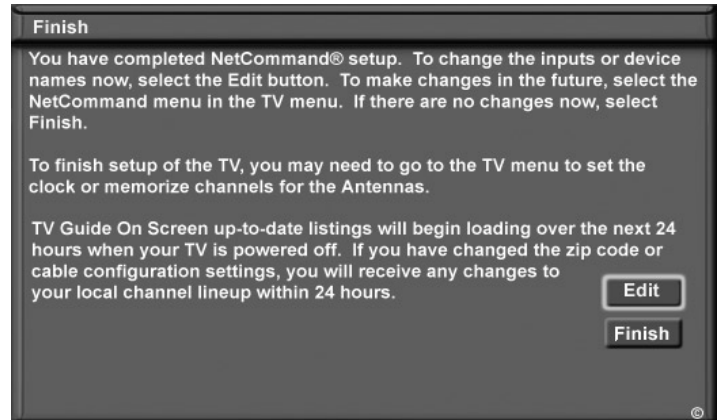 Finish
You have completed NetCommand® setup. To change the inputs or device
names now, select the Edit button. To make changes in the future, select the
NetCommand menu in the TV menu. If there are no changes now, select
Finish.
To finish setup of the TV, you may need to go to the TV menu to set the
clock or memorize channels for the Antennas.
TV Guide On Screen up-to-date listings will begin loading over the next 24
hours when your TV is powered off. If you have changed the zip code or
cable configuration settings, you will receive any changes to
your local channel lineup within 24 hours.
Edit
Finish
©